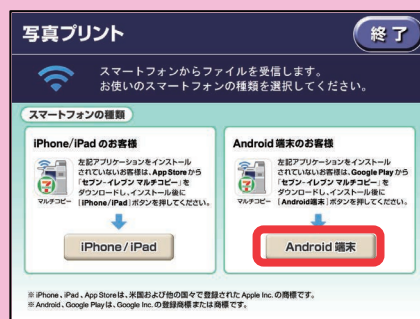 写真プリント
終了
スマートフォンからファイルを受信します。
お使いのスマートフォンの種類を選択してください。
スマートフォンの種類
iPhone/iPad のお客様
左記アプリケーションをインストール
されていないお客様は、App Storeから
「セブン-イレブン マルチコピー」を
ダウンロードし、インストール後に
「iPhone/iPad」ボタンを押してください。
マルチコピー
iPhone/iPad
Android 端末のお客様
左記アプリケーションをインストール
されていないお客様は、Google Playから
「セブン-イレブン マルチコピー」を
ダウンロードし、インストール後に
「Android端末」ボタンを押してください。
マルチコピー
Android 端末
※iPhone、iPad、App Storeは、米国および他の国々で登録された Apple Inc. の商標です。
※Android、Google Playは、Google Inc. の登録商標または商標です。